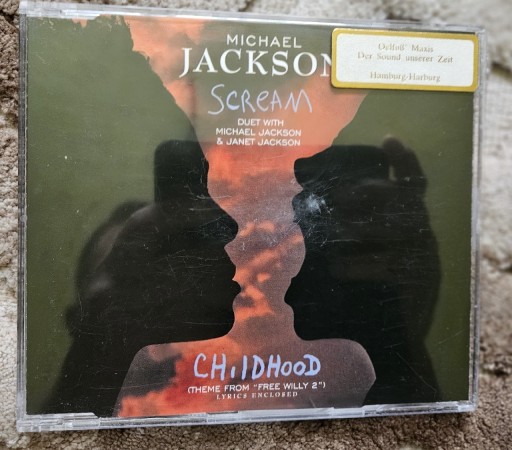 MICHAEL
JACKSON
SCREAM
DUET WITH
MICHAEL JACKSON
& JANET JACKSON
Delfoß' Maxis
Der Sound unserer Zeit
Hamburg-Harburg
CHILDHOOD
(THEME FROM "FREE WILLY 2")
LYRICS ENCLOSED